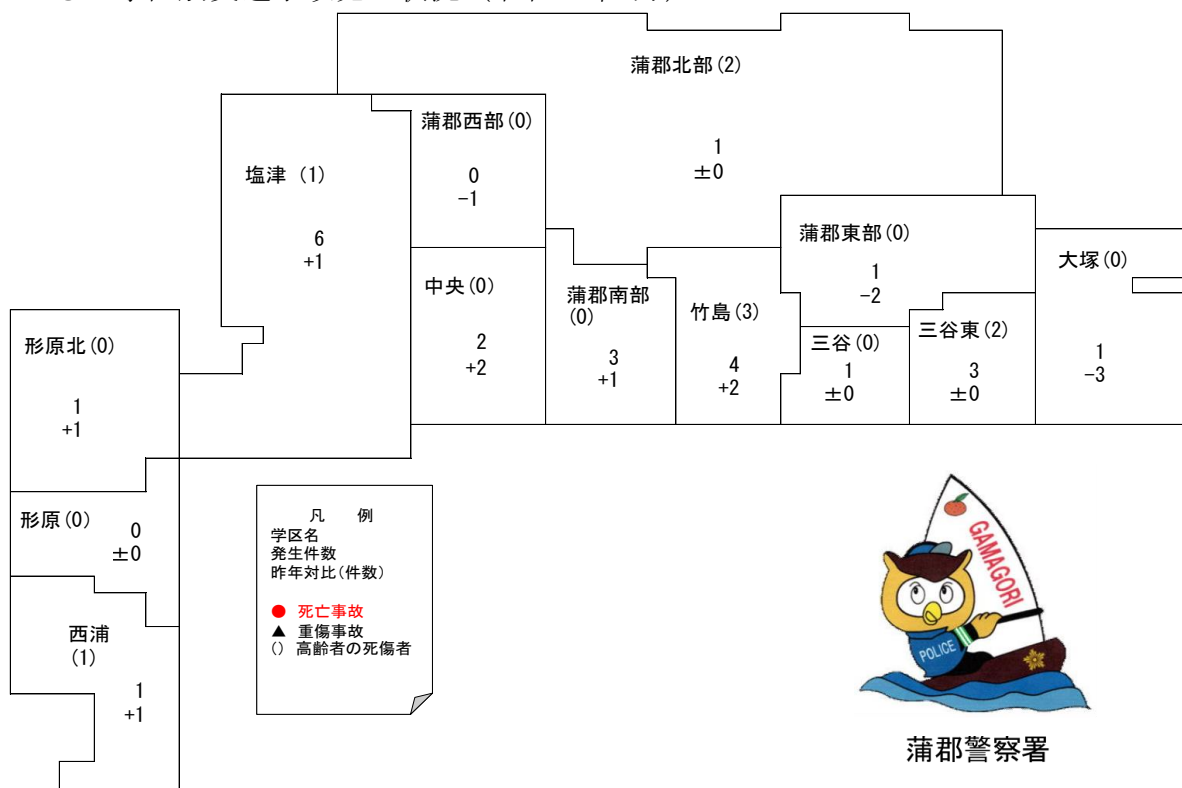 蒲郡北部(2)
1
±0
蒲郡西部(0)
0
-1
塩津 (1)
6
+1
蒲郡東部(0)
1
-2
大塚(0)
1
-3
中央(0)
2
+2
蒲郡南部
(0)
3
+1
竹島(3)
4
+2
三谷(0)
1
±0
三谷東(2)
3
±0
形原北(0)
1
+1
形原(0)
0
±0
西浦
(1)
1
+1
凡 例
学区名
発生件数
昨年対比(件数)
● 死亡事故
▲ 重傷事故
() 高齢者の死傷者
GAMAGORI
POLICE
蒲郡警察署